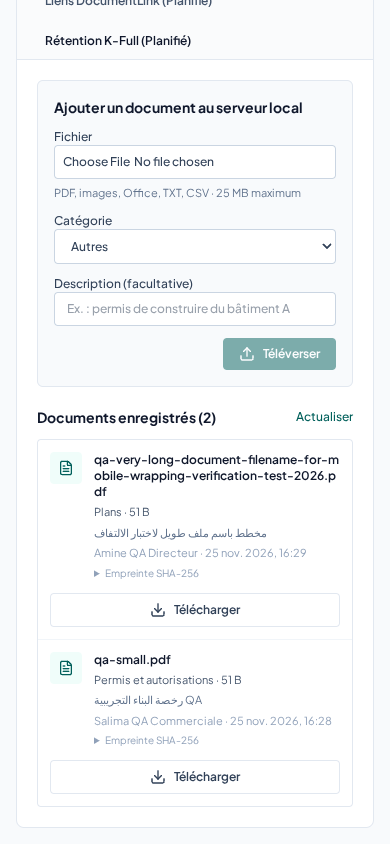 Liens DocumentLink (Planifié)
Rétention K-Full (Planifié)
Ajouter un document au serveur local
Fichier
Choose File No file chosen
PDF, images, Office, TXT, CSV · 25 MB maximum
Catégorie
Autres
Description (facultative)
Ex. : permis de construire du bâtiment A
Téléverser
Documents enregistrés (2)
Actualiser
qa-very-long-document-filename-for-m
obile-wrapping-verification-test-2026.p
df
Plans · 51 B
مخطط باسم ملف طويل لاختبار الالتفاف
Amine QA Directeur · 25 nov. 2026, 16:29
Empreinte SHA-256
Télécharger
qa-small.pdf
Permis et autorisations · 51 B
رخصة البناء التجريبية QA
Salima QA Commerciale · 25 nov. 2026, 16:28
Empreinte SHA-256
Télécharger